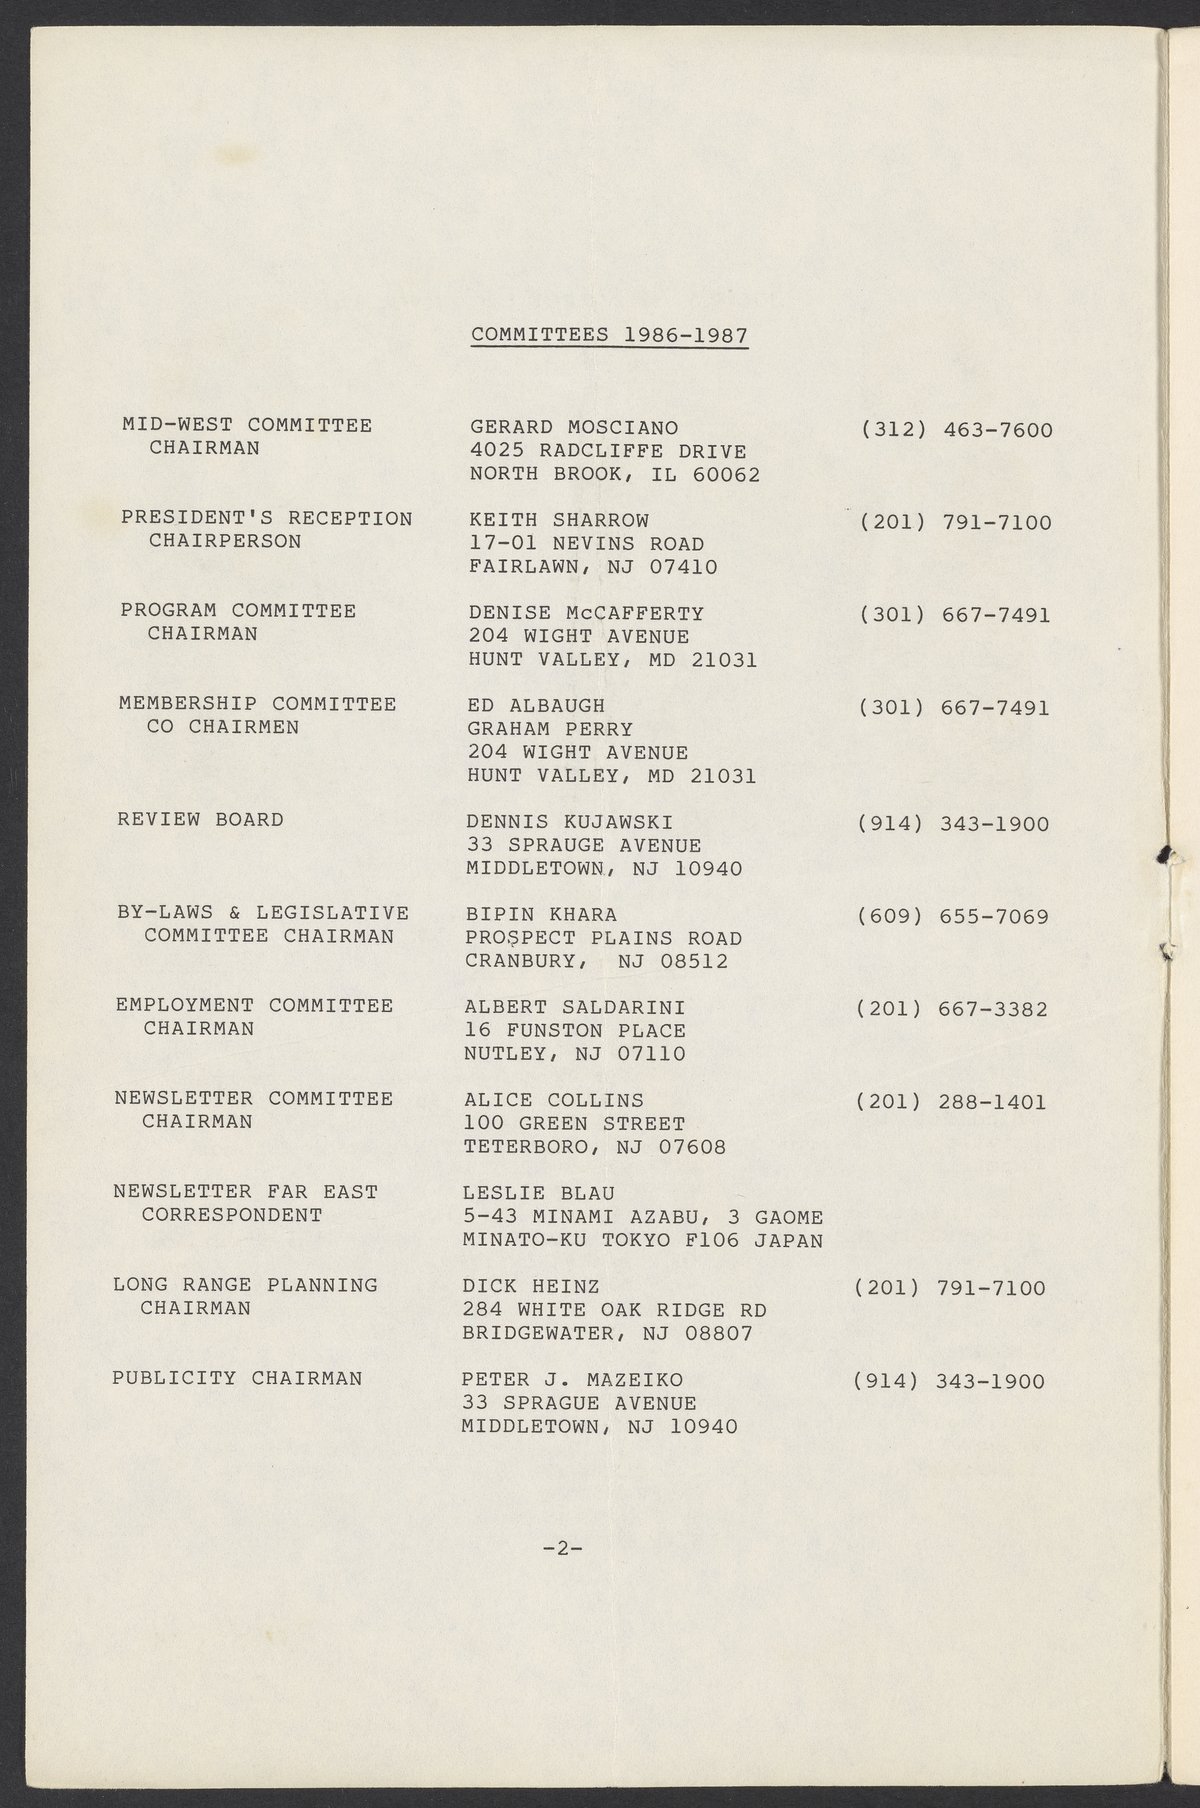 COMMITTEES 1986-1987
MID-WEST COMMITTEE GERARD MOSCIANO (312) 463-7600
CHAIRMAN 4025 RADCLIFFE DRIVE
NORTH BROOK, IL 60062
PRESIDENT'S RECEPTION KEITH SHARROW (201) 791-7100
CHAIRPERSON 17-01 NEVINS ROAD
FAIRLAWN, NJ 07410
PROGRAM COMMITTEE DENISE McCAFFERTY (301) 667-7491
CHAIRMAN 204 WIGHT AVENUE
HUNT VALLEY, MD 21031
MEMBERSHIP COMMITTEE ED ALBAUGH (301) 667-7491
CO CHAIRMEN GRAHAM PERRY
204 WIGHT AVENUE
HUNT VALLEY, MD 21031
REVIEW BOARD DENNIS KUJAWSKI (914) 343-1900
33 SPRAUGE AVENUE
MIDDLETOWN, NJ 10940
BY-LAWS & LEGISLATIVE BIPIN KHARA (609) 655-7069
COMMITTEE CHAIRMAN PROSPECT PLAINS ROAD
CRANBURY, NJ 08512
EMPLOYMENT COMMITTEE ALBERT SALDARINI (201) 667-3382
CHAIRMAN 16 FUNSTON PLACE
NUTLEY, NJ 07110
NEWSLETTER COMMITTEE ALICE COLLINS (201) 288-1401
CHAIRMAN 100 GREEN STREET
TETERBORO, NJ 07608
NEWSLETTER FAR EAST LESLIE BLAU
CORRESPONDENT 5-43 MINAMI AZABU, 3 GAOME
MINATO-KU TOKYO F106 JAPAN
LONG RANGE PLANNING DICK HEINZ (201) 791-7100
CHAIRMAN 284 WHITE OAK RIDGE RD
BRIDGEWATER, NJ 08807
PUBLICITY CHAIRMAN PETER J. MAZEIKO (914) 343-1900
33 SPRAGUE AVENUE
MIDDLETOWN, NJ 10940
-2-